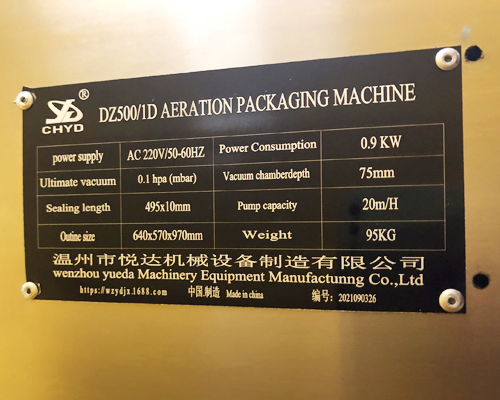 CHYD ®
DZ500/1D AERATION PACKAGING MACHINE
power supply AC 220V/50-60HZ Power Consumption 0.9 KW
Ultimate vacuum 0.1 hpa (mbar) Vacuum chamberdepth 75mm
Sealing length 495x10mm Pump capacity 20m/H
Outine size 640x570x970mm Weight 95KG
温州市悦达机械设备制造有限公司
wenzhou yueda Machinery Equipment Manufactunng Co.,Ltd
https://wzydjx.1688.com 中国.制造 Made in china 编号: 2021090326